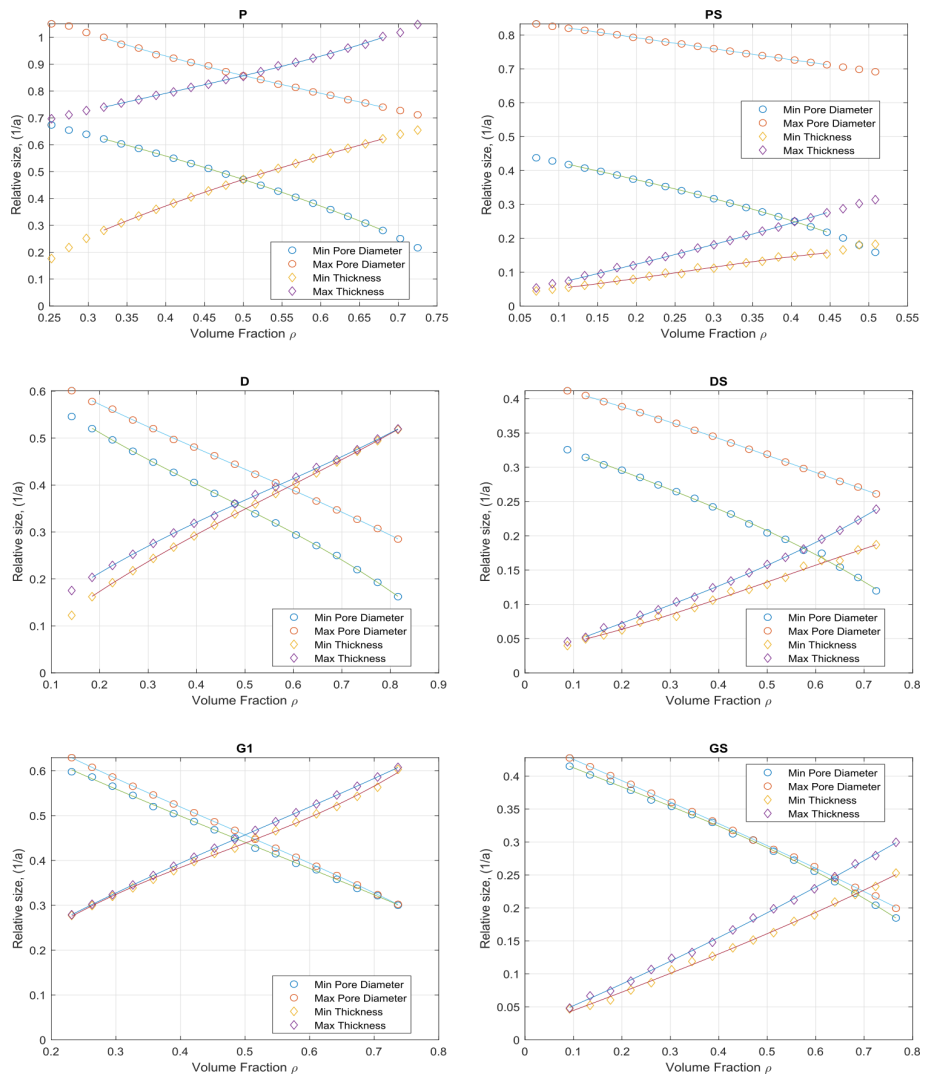 P
Relative size, (1/a)
1
0.9
0.8
0.7
0.6
0.5
0.4
0.3
0.2
0.1
0
Min Pore Diameter
Max Pore Diameter
Min Thickness
Max Thickness
0.25 0.3 0.35 0.4 0.45 0.5 0.55 0.6 0.65 0.7 0.75
Volume Fraction ρ
PS
Relative size, (1/a)
0.8
0.7
0.6
0.5
0.4
0.3
0.2
0.1
0
Min Pore Diameter
Max Pore Diameter
Min Thickness
Max Thickness
0.05 0.1 0.15 0.2 0.25 0.3 0.35 0.4 0.45 0.5 0.55
Volume Fraction ρ
D
Relative size, (1/a)
0.6
0.5
0.4
0.3
0.2
0.1
0
Min Pore Diameter
Max Pore Diameter
Min Thickness
Max Thickness
0.1 0.2 0.3 0.4 0.5 0.6 0.7 0.8 0.9
Volume Fraction ρ
DS
Relative size, (1/a)
0.4
0.35
0.3
0.25
0.2
0.15
0.1
0.05
0
Min Pore Diameter
Max Pore Diameter
Min Thickness
Max Thickness
0 0.1 0.2 0.3 0.4 0.5 0.6 0.7 0.8
Volume Fraction ρ
G1
Relative size, (1/a)
0.6
0.5
0.4
0.3
0.2
0.1
0
Min Pore Diameter
Max Pore Diameter
Min Thickness
Max Thickness
0.2 0.3 0.4 0.5 0.6 0.7 0.8
Volume Fraction ρ
GS
Relative size, (1/a)
0.4
0.35
0.3
0.25
0.2
0.15
0.1
0.05
0
Min Pore Diameter
Max Pore Diameter
Min Thickness
Max Thickness
0 0.1 0.2 0.3 0.4 0.5 0.6 0.7 0.8
Volume Fraction ρ